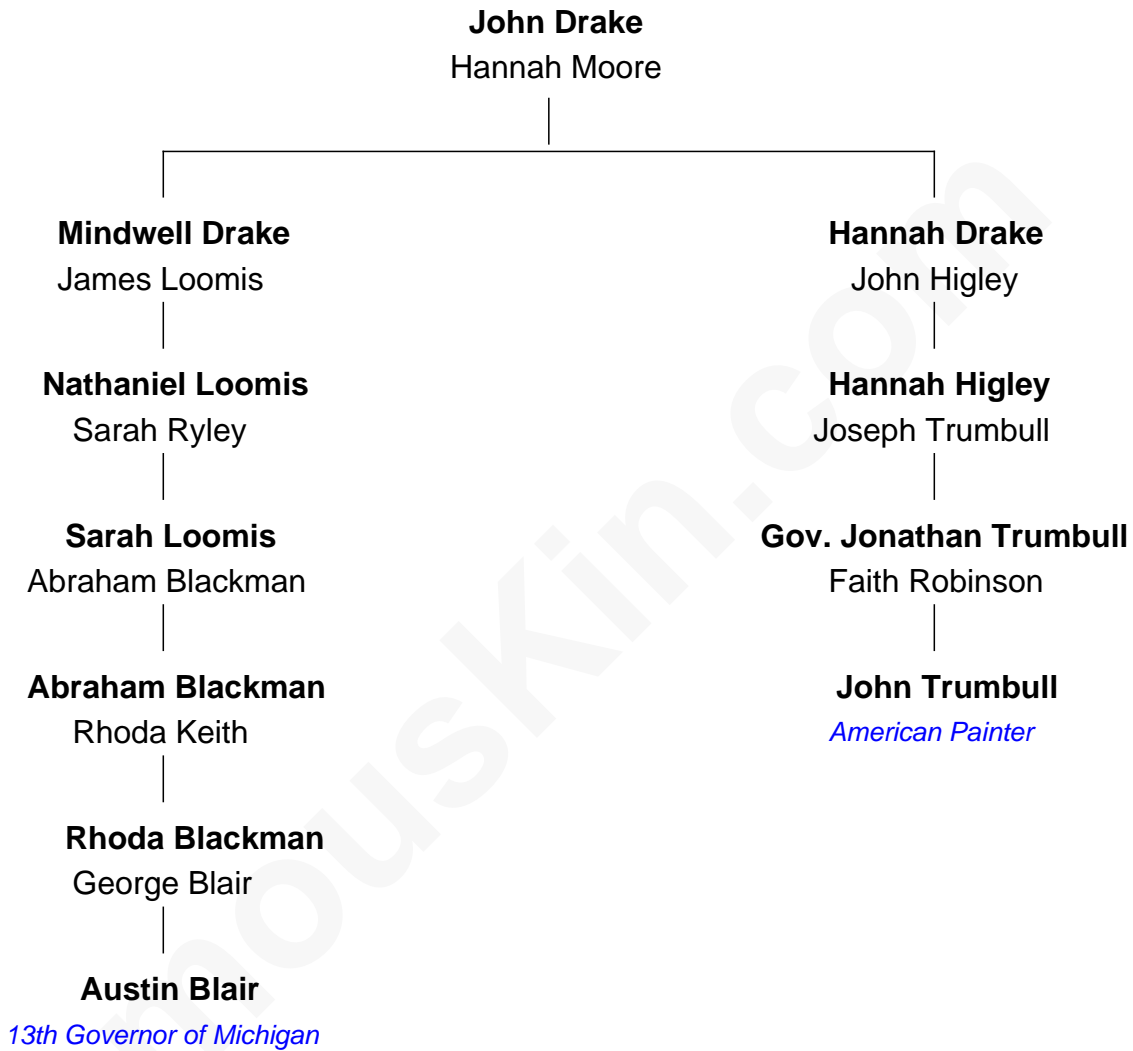 John Drake
Hannah Moore
Mindwell Drake
James Loomis
Hannah Drake
John Higley
Nathaniel Loomis
Sarah Ryley
Hannah Higley
Joseph Trumbull
Sarah Loomis
Abraham Blackman
Gov. Jonathan Trumbull
Faith Robinson
Abraham Blackman
Rhoda Keith
John Trumbull
American Painter
Rhoda Blackman
George Blair
Austin Blair
13th Governor of Michigan
mousKin.com